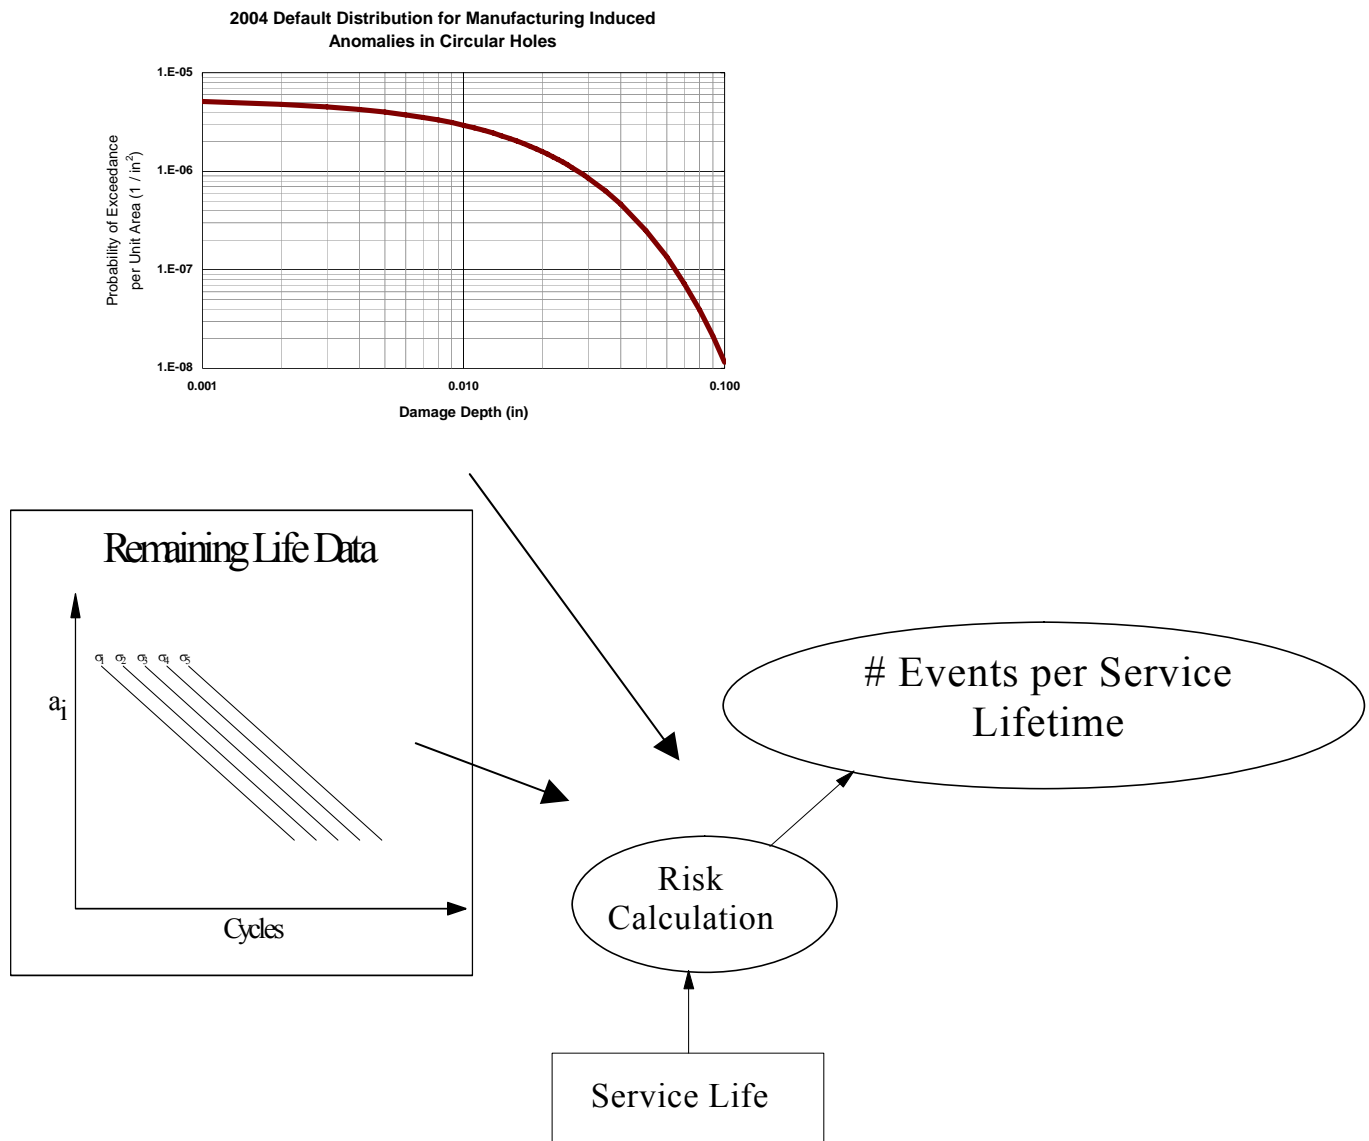 2004 Default Distribution for Manufacturing Induced
Anomalies in Circular Holes
Probability of Exceedance
per Unit Area (1 / in²)
1.E-05
1.E-06
1.E-07
1.E-08
0.001
0.010
0.100
Damage Depth (in)
Remaining Life Data
σ1 σ2 σ3 σ4 σ5
ai
Cycles
# Events per Service
Lifetime
Risk
Calculation
Service Life